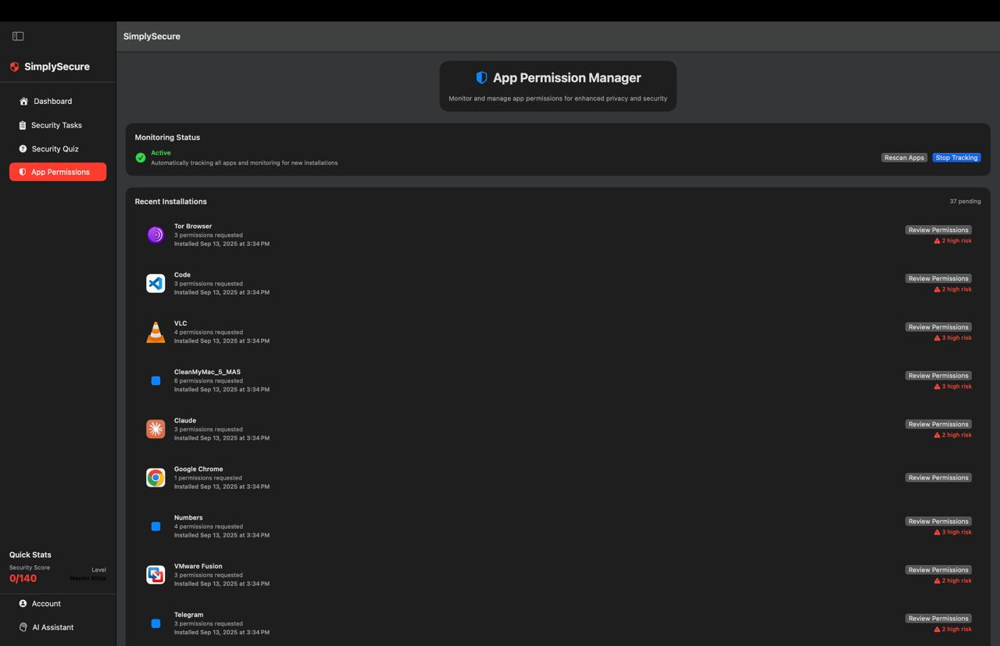 SimplySecure
SimplySecure
Dashboard
Security Tasks
Security Quiz
App Permissions
Quick Stats
Security Score
0/140
Level
Master Ninja
Account
AI Assistant
App Permission Manager
Monitor and manage app permissions for enhanced privacy and security
Monitoring Status
Active
Automatically tracking all apps and monitoring for new installations
Rescan Apps
Stop Tracking
Recent Installations
37 pending
Tor Browser
3 permissions requested
Installed Sep 13, 2025 at 3:34 PM
Review Permissions
2 high risk
Code
3 permissions requested
Installed Sep 13, 2025 at 3:34 PM
Review Permissions
2 high risk
VLC
4 permissions requested
Installed Sep 13, 2025 at 3:34 PM
Review Permissions
3 high risk
CleanMyMac_5_MAS
6 permissions requested
Installed Sep 13, 2025 at 3:34 PM
Review Permissions
3 high risk
Claude
3 permissions requested
Installed Sep 13, 2025 at 3:34 PM
Review Permissions
2 high risk
Google Chrome
1 permissions requested
Installed Sep 13, 2025 at 3:34 PM
Review Permissions
Numbers
4 permissions requested
Installed Sep 13, 2025 at 3:34 PM
Review Permissions
3 high risk
VMware Fusion
3 permissions requested
Installed Sep 13, 2025 at 3:34 PM
Review Permissions
2 high risk
Telegram
3 permissions requested
Installed Sep 13, 2025 at 3:34 PM
Review Permissions
2 high risk